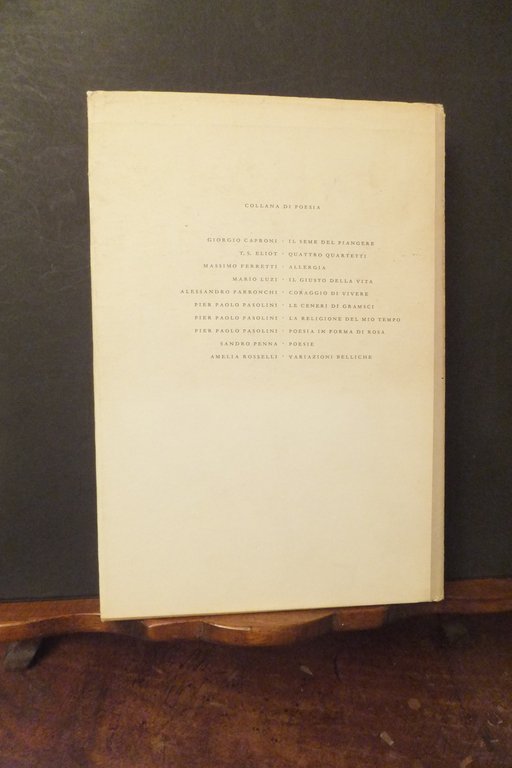 COLLANA DI POESIA
GIORGIO CAPRONI · IL SEME DEL PIANGERE
T. S. ELIOT · QUATTRO QUARTETTI
MASSIMO FERRETTI · ALLERGIA
MARIO LUZI · IL GIUSTO DELLA VITA
ALESSANDRO PARRONCHI · CORAGGIO DI VIVERE
PIER PAOLO PASOLINI · LE CENERI DI GRAMSCI
PIER PAOLO PASOLINI · LA RELIGIONE DEL MIO TEMPO
PIER PAOLO PASOLINI · POESIA IN FORMA DI ROSA
SANDRO PENNA · POESIE
AMELIA ROSSELLI · VARIAZIONI BELLICHE